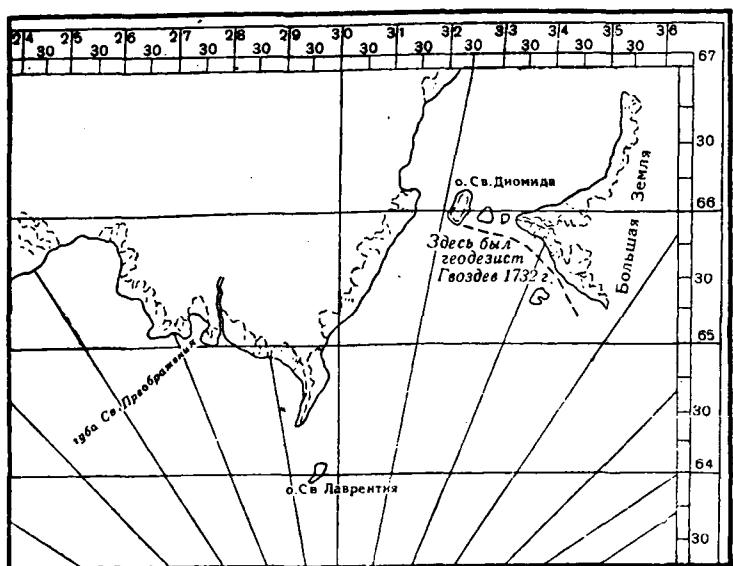 24 25 26 27 28 29 30 31 32 33 34 35 36
30 30 30 30 30 30 30 30 30 30 30 30
67
30
66
30
65
30
64
30
о. Св. Диомида
Здесь был
геодезист
Гвоздев 1732 г.
Большая Земля
губа Св. Преображения
о. Св Лаврентия